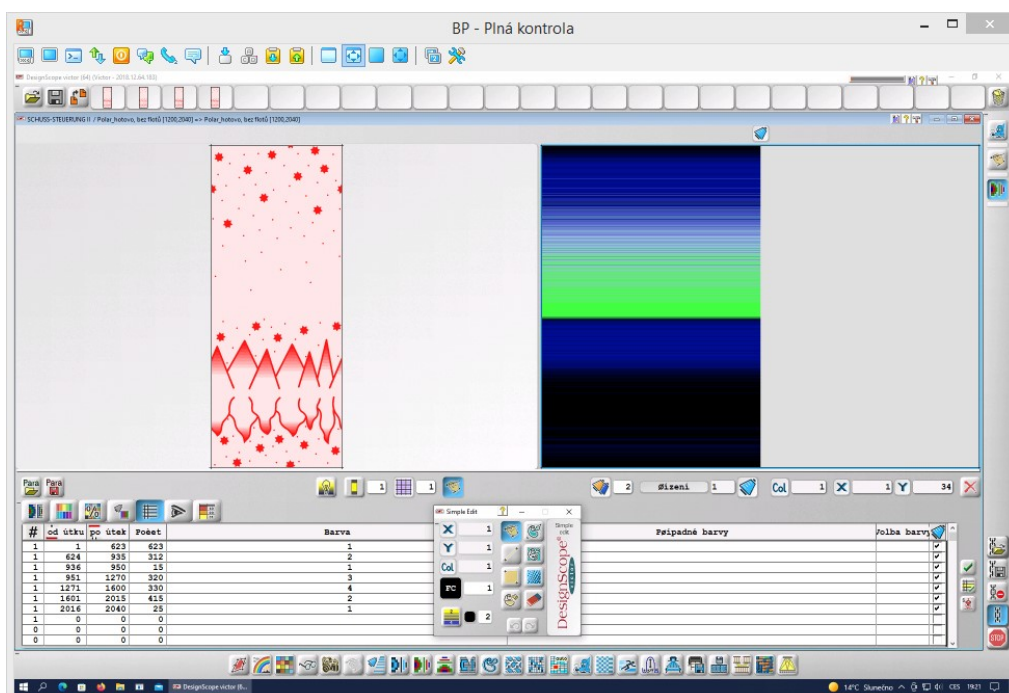 BP - Plná kontrola
DesignScope victor (64) (Victor - 2018.12.64.183)
SCHUSS-STEUERUNG II / Polar_hotovo, bez flotů [1200,2040] => Polar_hotovo, bez flotů [1200,2040]
Para Para 1 1 2 Øízení 1 Col 1 X 1 Y 34
# od útku po útek Poèet Barva Pøípadné barvy Volba barvy
1 1 623 623 1
1 624 935 312 2
1 936 950 15 1
1 951 1270 320 3
1 1271 1600 330 4
1 1601 2015 415 2
1 2016 2040 25 1
1 0 0 0
0 0 0 0
0 0 0 0
Simple Edit
X 1
Y 1
Col 1
FC 1
2
Simple Edit
DesignScope®
STOP
DesignScope victor (6...
14°C Slunečno CES 19:21